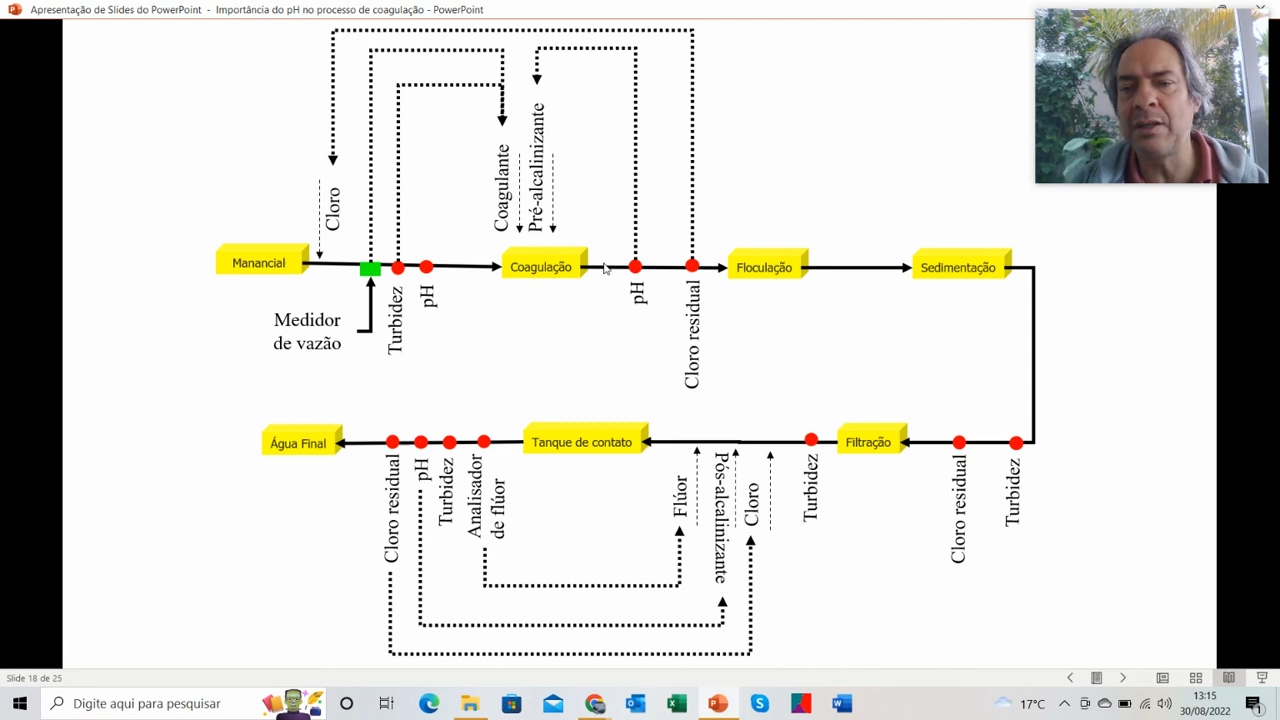 Apresentação de Slides do PowerPoint - Importância do pH no processo de coagulação - PowerPoint
Cloro
Coagulante
Pré-alcalinizante
Manancial
Coagulação
Floculação
Sedimentação
Medidor
de vazão
Turbidez
pH
pH
Cloro residual
Água Final
Tanque de contato
Filtração
Cloro residual
pH
Turbidez
Analisador
de flúor
Flúor
Pós-alcalinizante
Cloro
Turbidez
Cloro residual
Turbidez
Slide 18 de 25
Digite aqui para pesquisar
17°C
13:15
30/08/2022
1